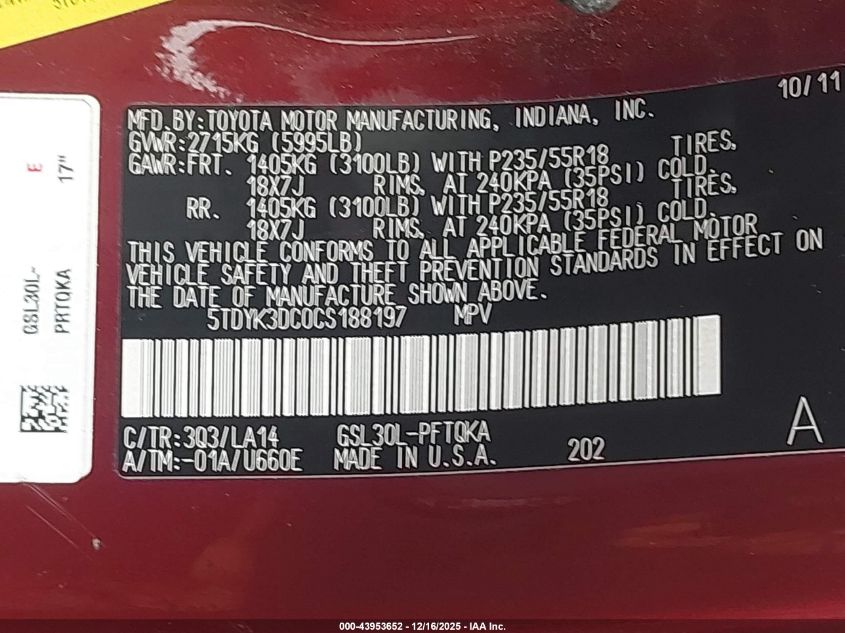 10/11
MFD. BY: TOYOTA MOTOR MANUFACTURING, INDIANA, INC.
GVWR: 2715KG (5995LB)
GAWR: FRT. 1405KG (3100LB) WITH P235/55R18 TIRES,
18X7J RIMS, AT 240KPA (35PSI) COLD.
RR. 1405KG (3100LB) WITH P235/55R18 TIRES,
18X7J RIMS, AT 240KPA (35PSI) COLD.
THIS VEHICLE CONFORMS TO ALL APPLICABLE FEDERAL MOTOR
VEHICLE SAFETY AND THEFT PREVENTION STANDARDS IN EFFECT ON
THE DATE OF MANUFACTURE SHOWN ABOVE.
5TDYK3DC0CS188197 MPV
C/TR: 3Q3/LA14 GSL30L-PFTQKA
A/TM: -01A/U660E MADE IN U.S.A. 202 A
E 17"
GSL30L-
PRTQKA
000-43953652 - 12/16/2025 - IAA Inc.